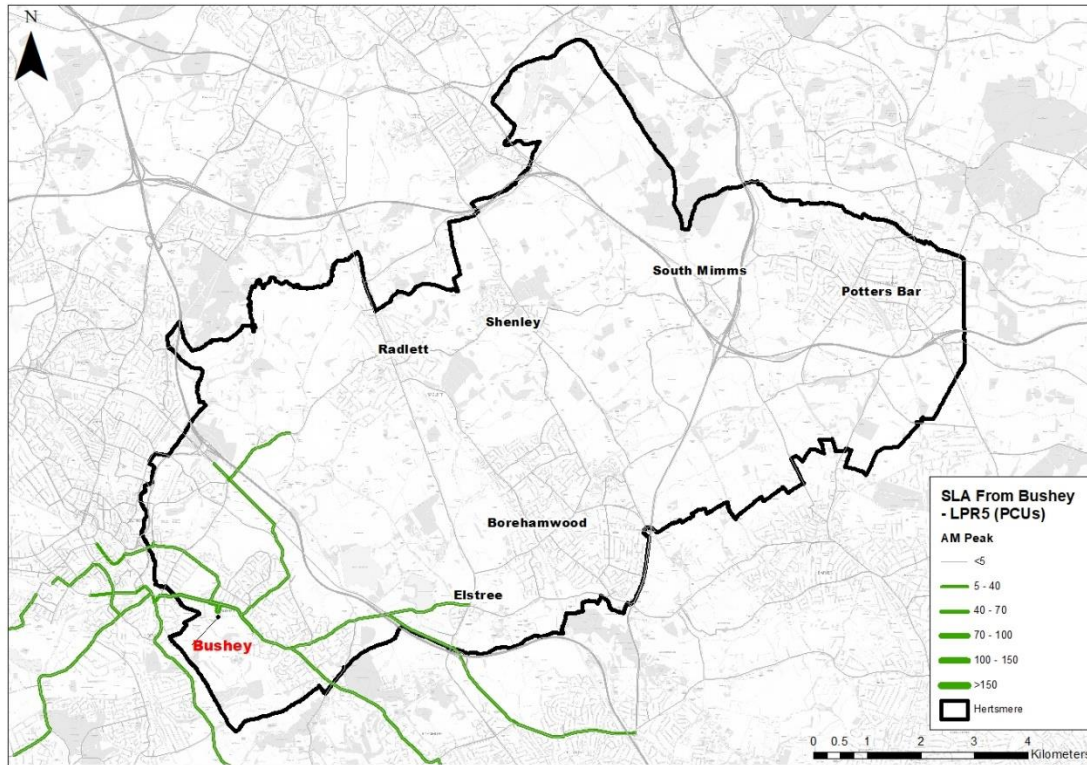 N
South Mimms
Potters Bar
Shenley
Radlett
Borehamwood
Elstree
Bushey
SLA From Bushey
- LPR5 (PCUs)
AM Peak
<5
5 - 40
40 - 70
70 - 100
100 - 150
>150
Hertsmere
0 0.5 1 2 3 4
Kilometers